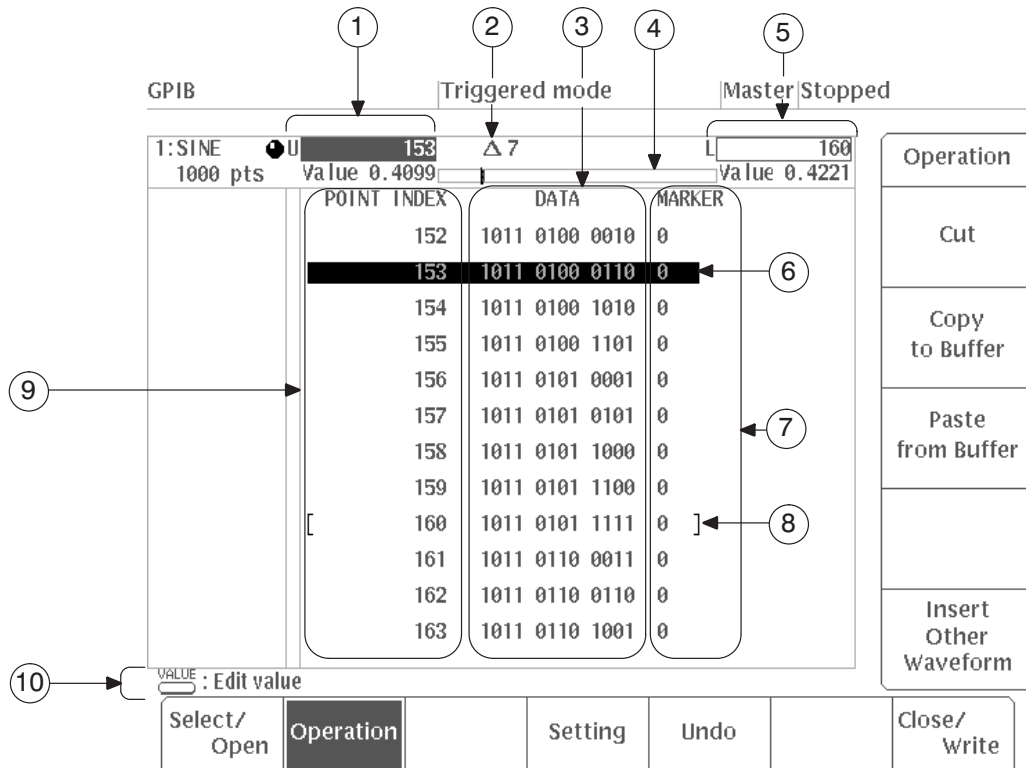 1 2 3 4 5
GPIB Triggered mode Master Stopped
1:SINE U 153 △ 7 L 160
1000 pts Value 0.4099 Value 0.4221
POINT INDEX DATA MARKER
152 1011 0100 0010 0
153 1011 0100 0110 0
154 1011 0100 1010 0
155 1011 0100 1101 0
156 1011 0101 0001 0
157 1011 0101 0101 0
158 1011 0101 1000 0
159 1011 0101 1100 0
[ 160 1011 0101 1111 0 ]
161 1011 0110 0011 0
162 1011 0110 0110 0
163 1011 0110 1001 0
6
7
8
9
10
VALUE : Edit value
Operation
Cut
Copy
to Buffer
Paste
from Buffer
Insert
Other
Waveform
Select/
Open
Operation
Setting
Undo
Close/
Write